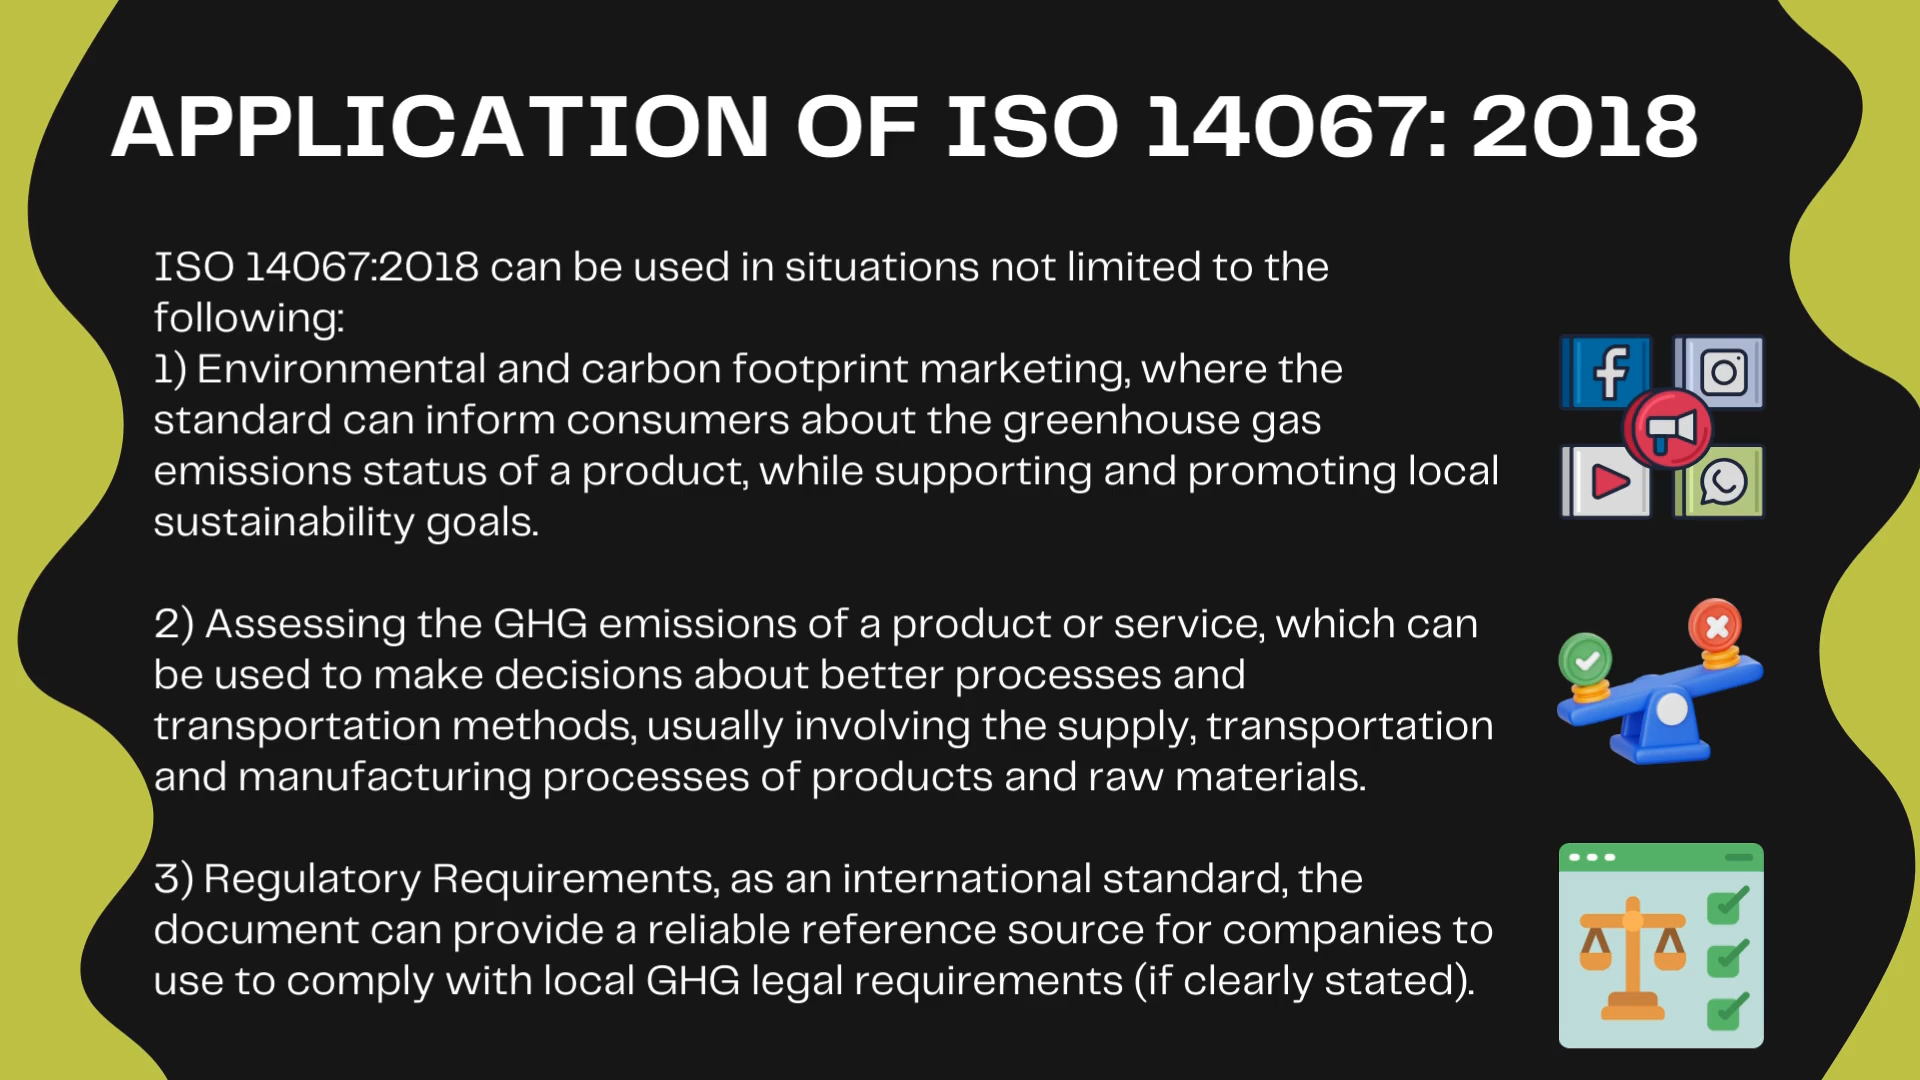 APPLICATION OF ISO 14067: 2018
ISO 14067:2018 can be used in situations not limited to the
following:
1) Environmental and carbon footprint marketing, where the
standard can inform consumers about the greenhouse gas
emissions status of a product, while supporting and promoting local
sustainability goals.
2) Assessing the GHG emissions of a product or service, which can
be used to make decisions about better processes and
transportation methods, usually involving the supply, transportation
and manufacturing processes of products and raw materials.
3) Regulatory Requirements, as an international standard, the
document can provide a reliable reference source for companies to
use to comply with local GHG legal requirements (if clearly stated).